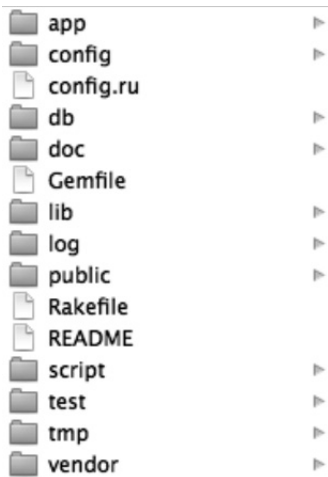 app
config
config.ru
db
doc
Gemfile
lib
log
public
Rakefile
README
script
test
tmp
vendor